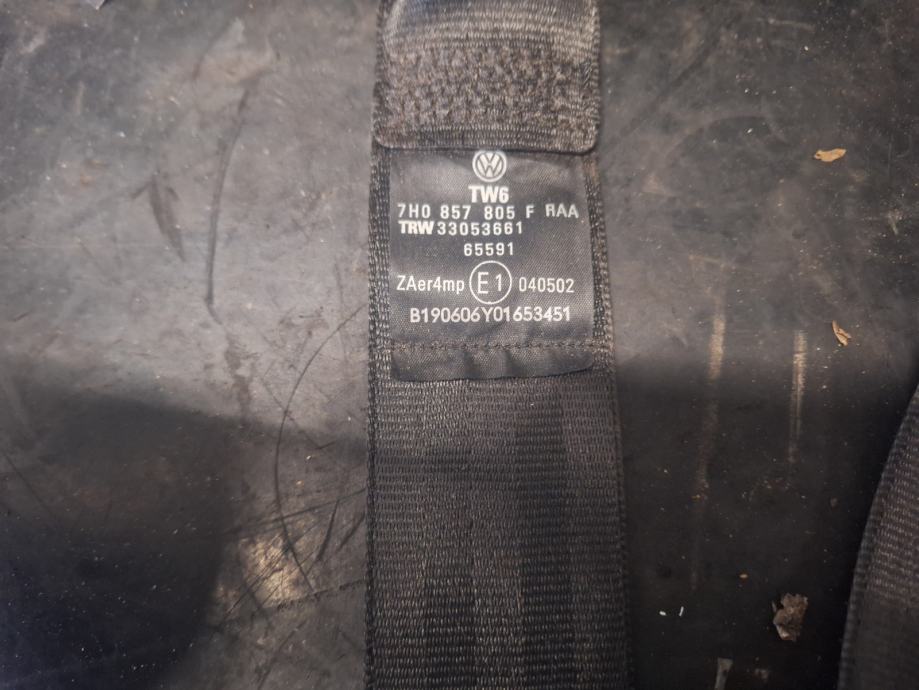 TW6
7H0 857 805 F RAA
TRW 33053661
65591
ZAer4mp E1 040502
B190606Y01653451